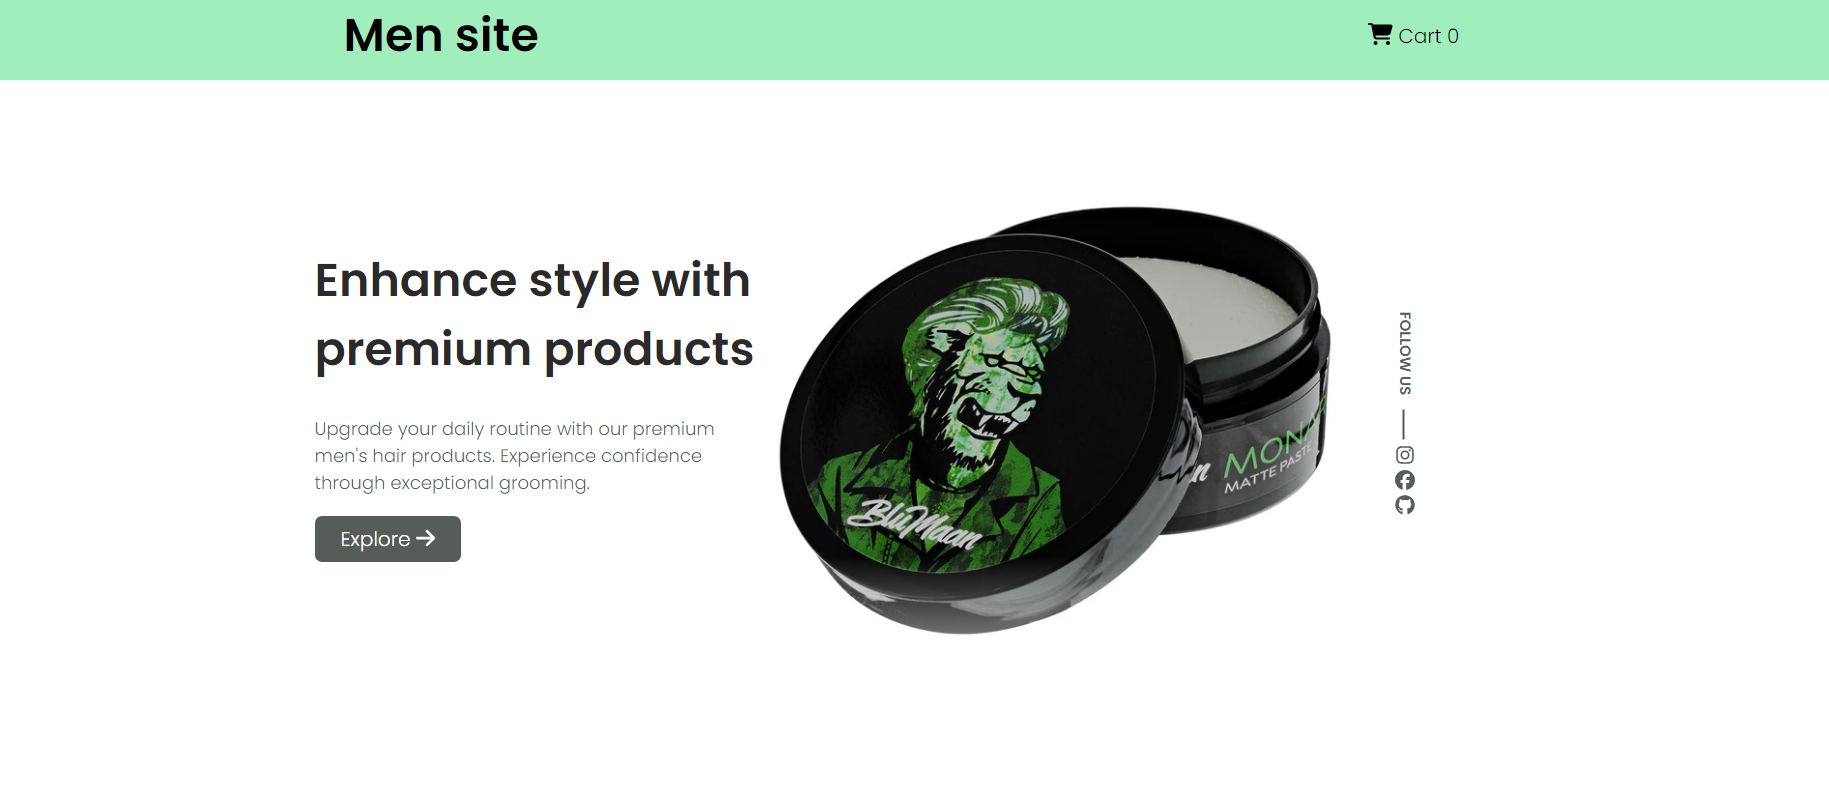 Men site
Cart 0
Enhance style with
premium products
Upgrade your daily routine with our premium
men's hair products. Experience confidence
through exceptional grooming.
Explore
BluMaan
MATTE PASTE
FOLLOW US